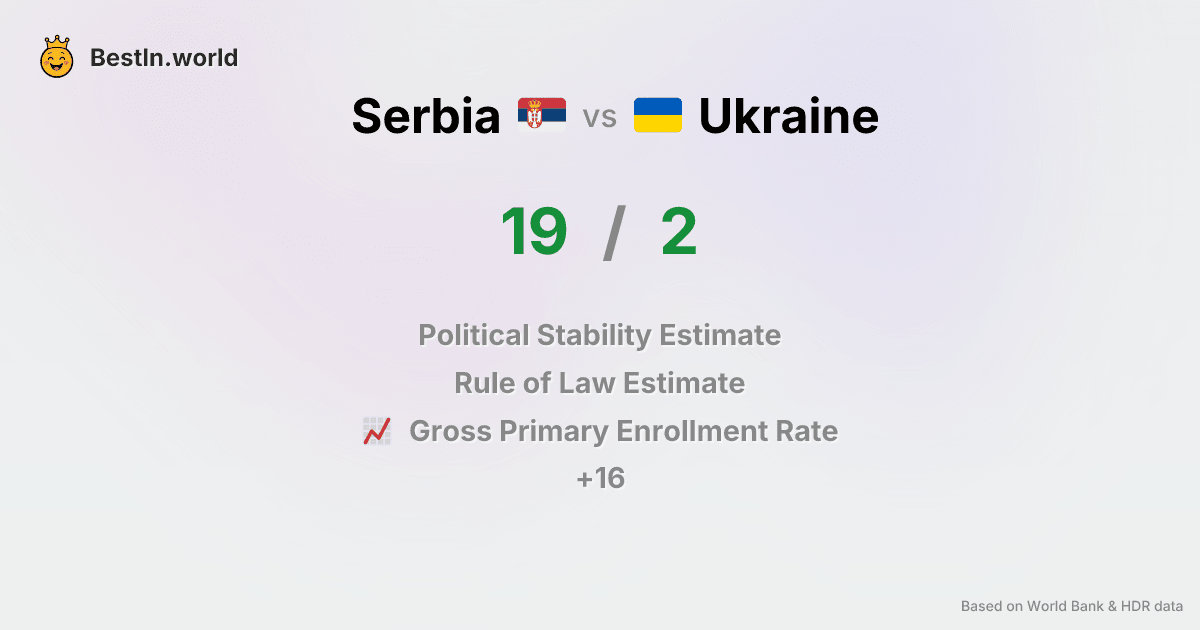 BestIn.world
Serbia vs Ukraine
19 / 2
Political Stability Estimate
Rule of Law Estimate
Gross Primary Enrollment Rate
+16
Based on World Bank & HDR data